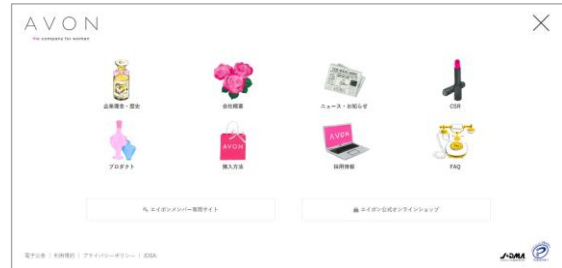 AVON
the company for women
企業理念・歴史
会社概要
ニュース・お知らせ
CSR
プロダクト
AVON
購入方法
AVON
採用情報
FAQ
エイボンメンバー専用サイト
エイボン公式オンラインショップ
電子公告 | 利用規約 | プライバシーポリシー | IDBA
JADMA